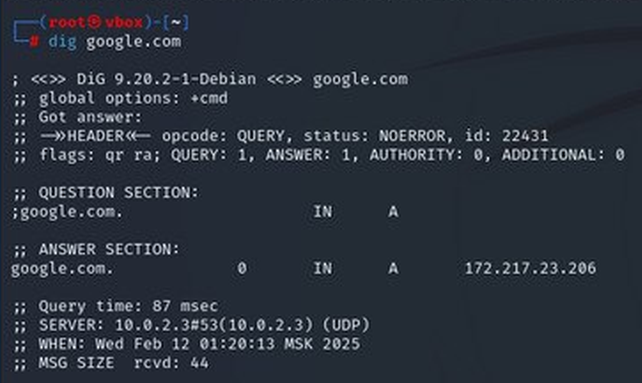 ┌──(root㉿vbox)-[~]
└─# dig google.com
; <<>> DiG 9.20.2-1-Debian <<>> google.com
;; global options: +cmd
;; Got answer:
;; ->>HEADER<<- opcode: QUERY, status: NOERROR, id: 22431
;; flags: qr ra; QUERY: 1, ANSWER: 1, AUTHORITY: 0, ADDITIONAL: 0
;; QUESTION SECTION:
;google.com. IN A
;; ANSWER SECTION:
google.com. 0 IN A 172.217.23.206
;; Query time: 87 msec
;; SERVER: 10.0.2.3#53(10.0.2.3) (UDP)
;; WHEN: Wed Feb 12 01:20:13 MSK 2025
;; MSG SIZE rcvd: 44